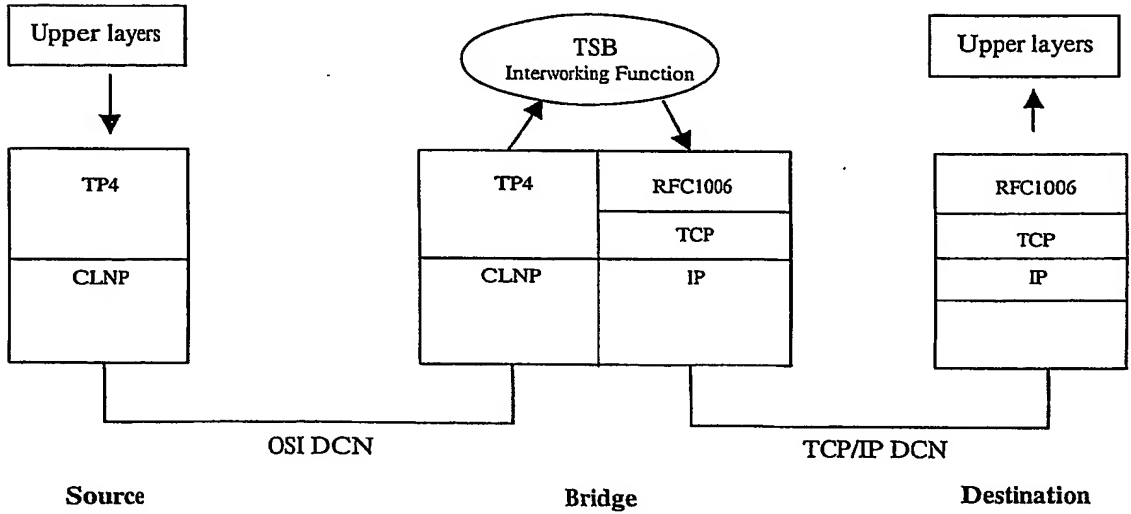 Upper layers
TSB
Interworking Function
Upper layers
TP4
TP4
RFC1006
RFC1006
TCP
TCP
CLNP
CLNP
IP
IP
OSI DCN
TCP/IP DCN
Source
Bridge
Destination